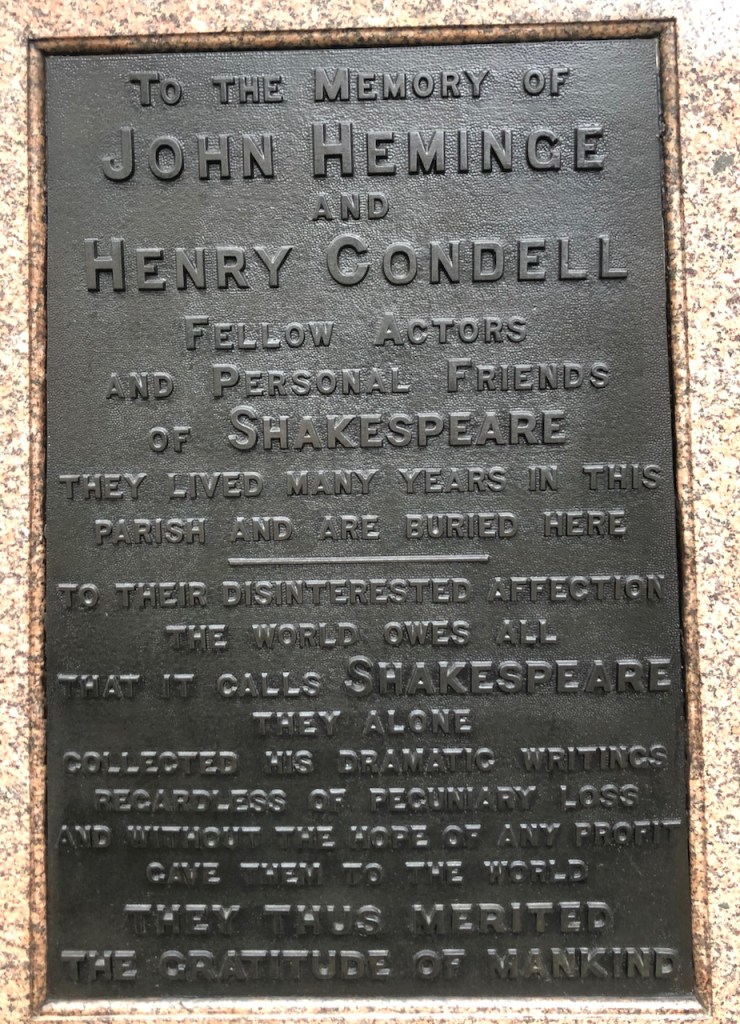 To the Memory of
John Heminge
and
Henry Condell
Fellow Actors
and Personal Friends
of Shakespeare
they lived many years in this
parish and are buried here
to their disinterested affection
the world owes all
that it calls Shakespeare
they alone
collected his dramatic writings
regardless of pecuniary loss
and without the hope of any profit
gave them to the world
they thus merited
the gratitude of mankind